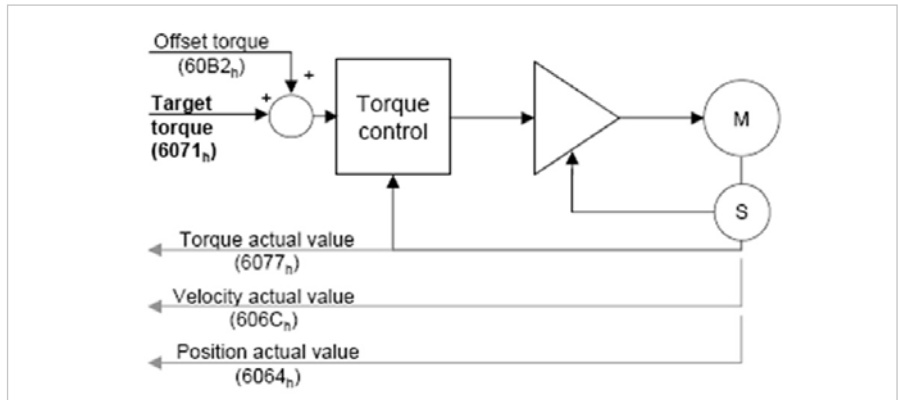 Offset torque
(60B2h)
+
+
Target
torque
(6071h)
Torque
control
M
S
Torque actual value
(6077h)
Velocity actual value
(606Ch)
Position actual value
(6064h)